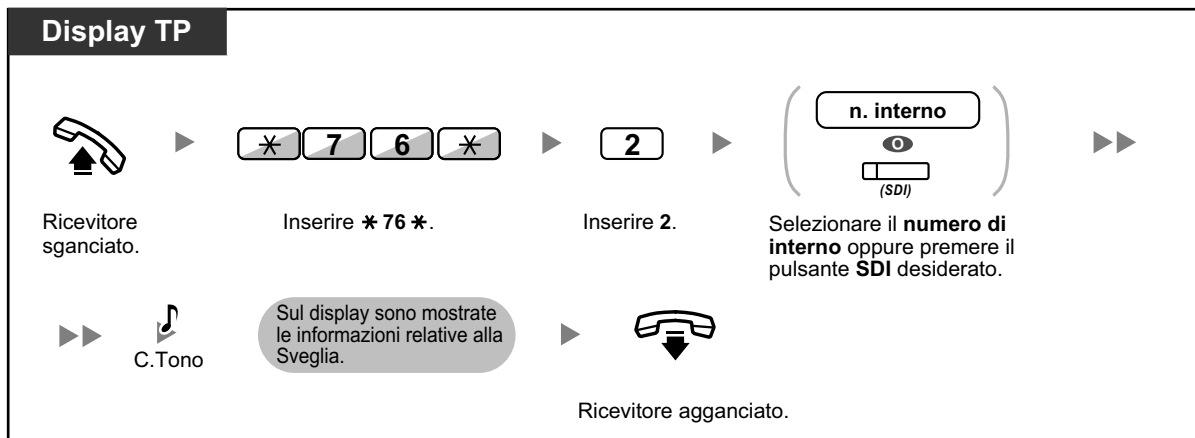 Display TP
n. interno
* 7 6 *
2
O
(SDI)
Ricevitore
sganciato.
Inserire * 76 *.
Inserire 2.
Selezionare il numero di
interno oppure premere il
pulsante SDI desiderato.
C.Tono
Sul display sono mostrate
le informazioni relative alla
Sveglia.
Ricevitore agganciato.